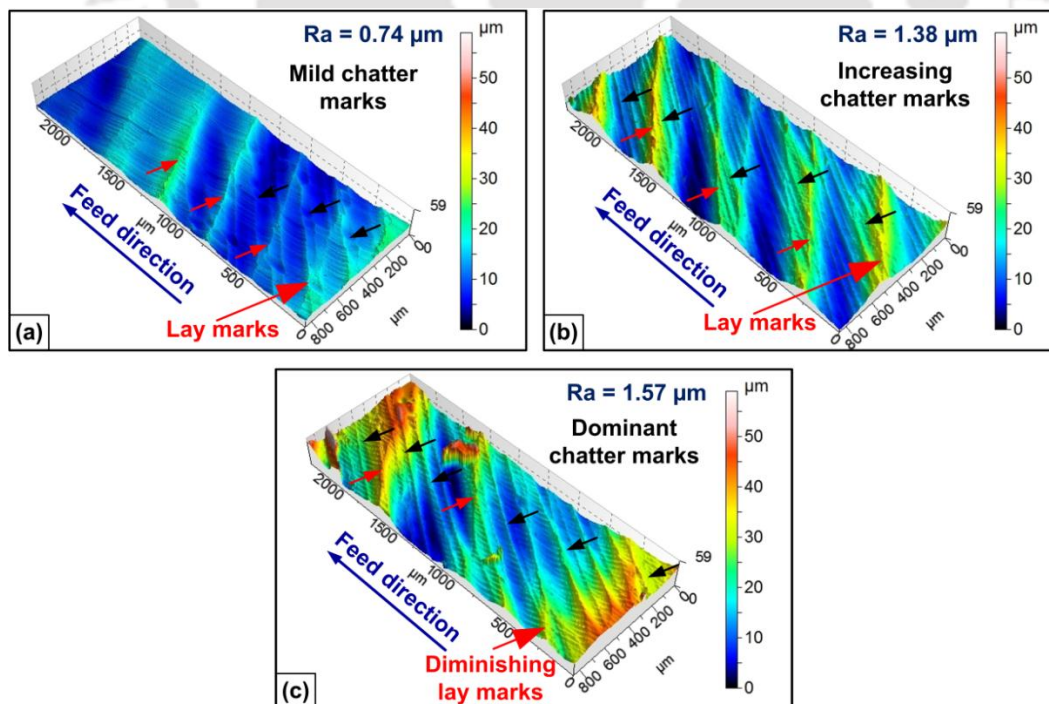 Ra = 0.74 µm
Mild chatter
marks
µm
50
40
30
20
10
0
59
0
200
400
600
800
µm
0
500
1000
µm
1500
2000
Feed direction
Lay marks
(a)
Ra = 1.38 µm
Increasing
chatter marks
µm
50
40
30
20
10
0
59
0
200
400
600
800
µm
0
500
1000
µm
1500
2000
Feed direction
Lay marks
(b)
Ra = 1.57 µm
Dominant
chatter marks
µm
50
40
30
20
10
0
59
0
200
400
600
800
µm
0
500
1000
µm
1500
2000
Feed direction
Diminishing
lay marks
(c)